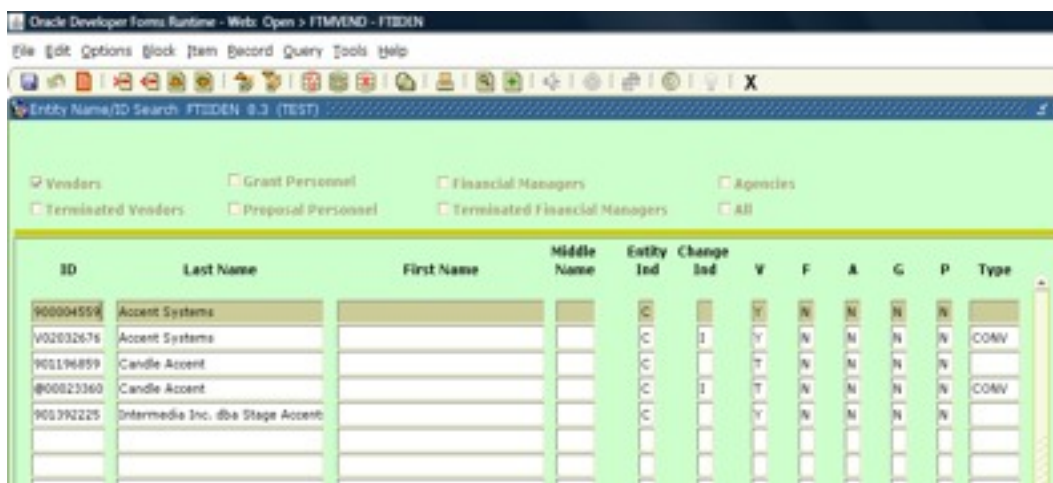 Oracle Developer Forms Runtime - Web: Open > FTMVEND - FTIIDEN
File Edit Options Block Item Record Query Tools Help
X
Entity Name/ID Search FTIIDEN 8.3 (TEST)
Vendors Grant Personnel Financial Managers Agencies
Terminated Vendors Proposal Personnel Terminated Financial Managers All
ID Last Name First Name Middle Name Entity Ind Change Ind V F A G P Type
900004559 Accent Systems C Y N N N N
V02032676 Accent Systems C I Y N N N N CONV
901196859 Candle Accent C T N N N N
@00023360 Candle Accent C I T N N N N CONV
901392225 Intermedia Inc. dba Stage Accent C Y N N N N